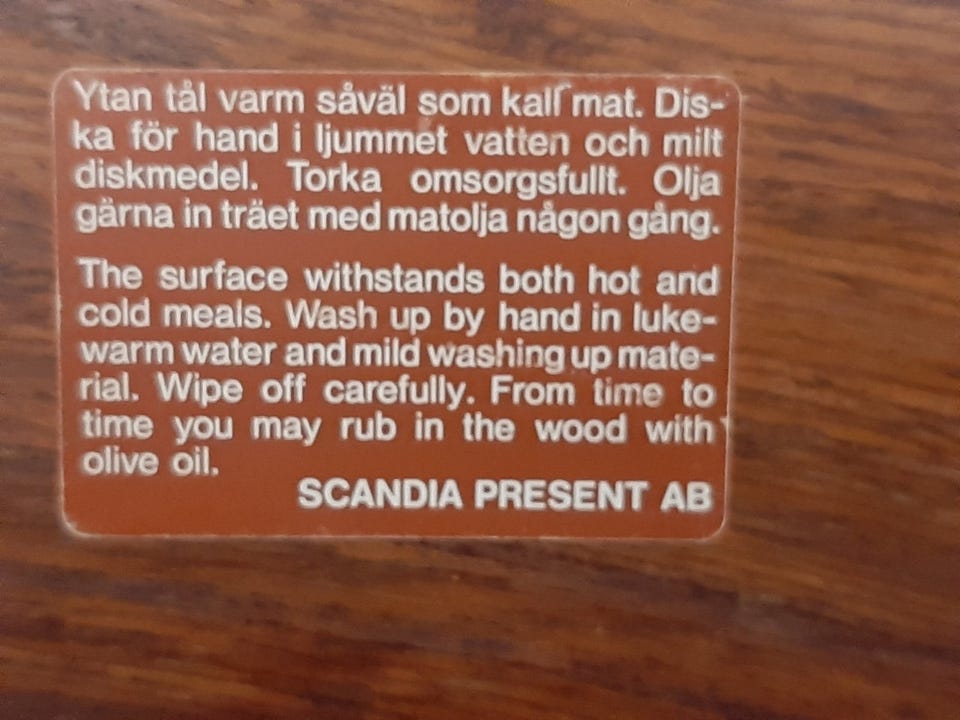 Ytan tål varm såväl som kall mat. Dis-
ka för hand i ljummet vatten och milt
diskmedel. Torka omsorgsfullt. Olja
gärna in träet med matolja någon gång.
The surface withstands both hot and
cold meals. Wash up by hand in luke-
warm water and mild washing up mate-
rial. Wipe off carefully. From time to
time you may rub in the wood with
olive oil.
SCANDIA PRESENT AB